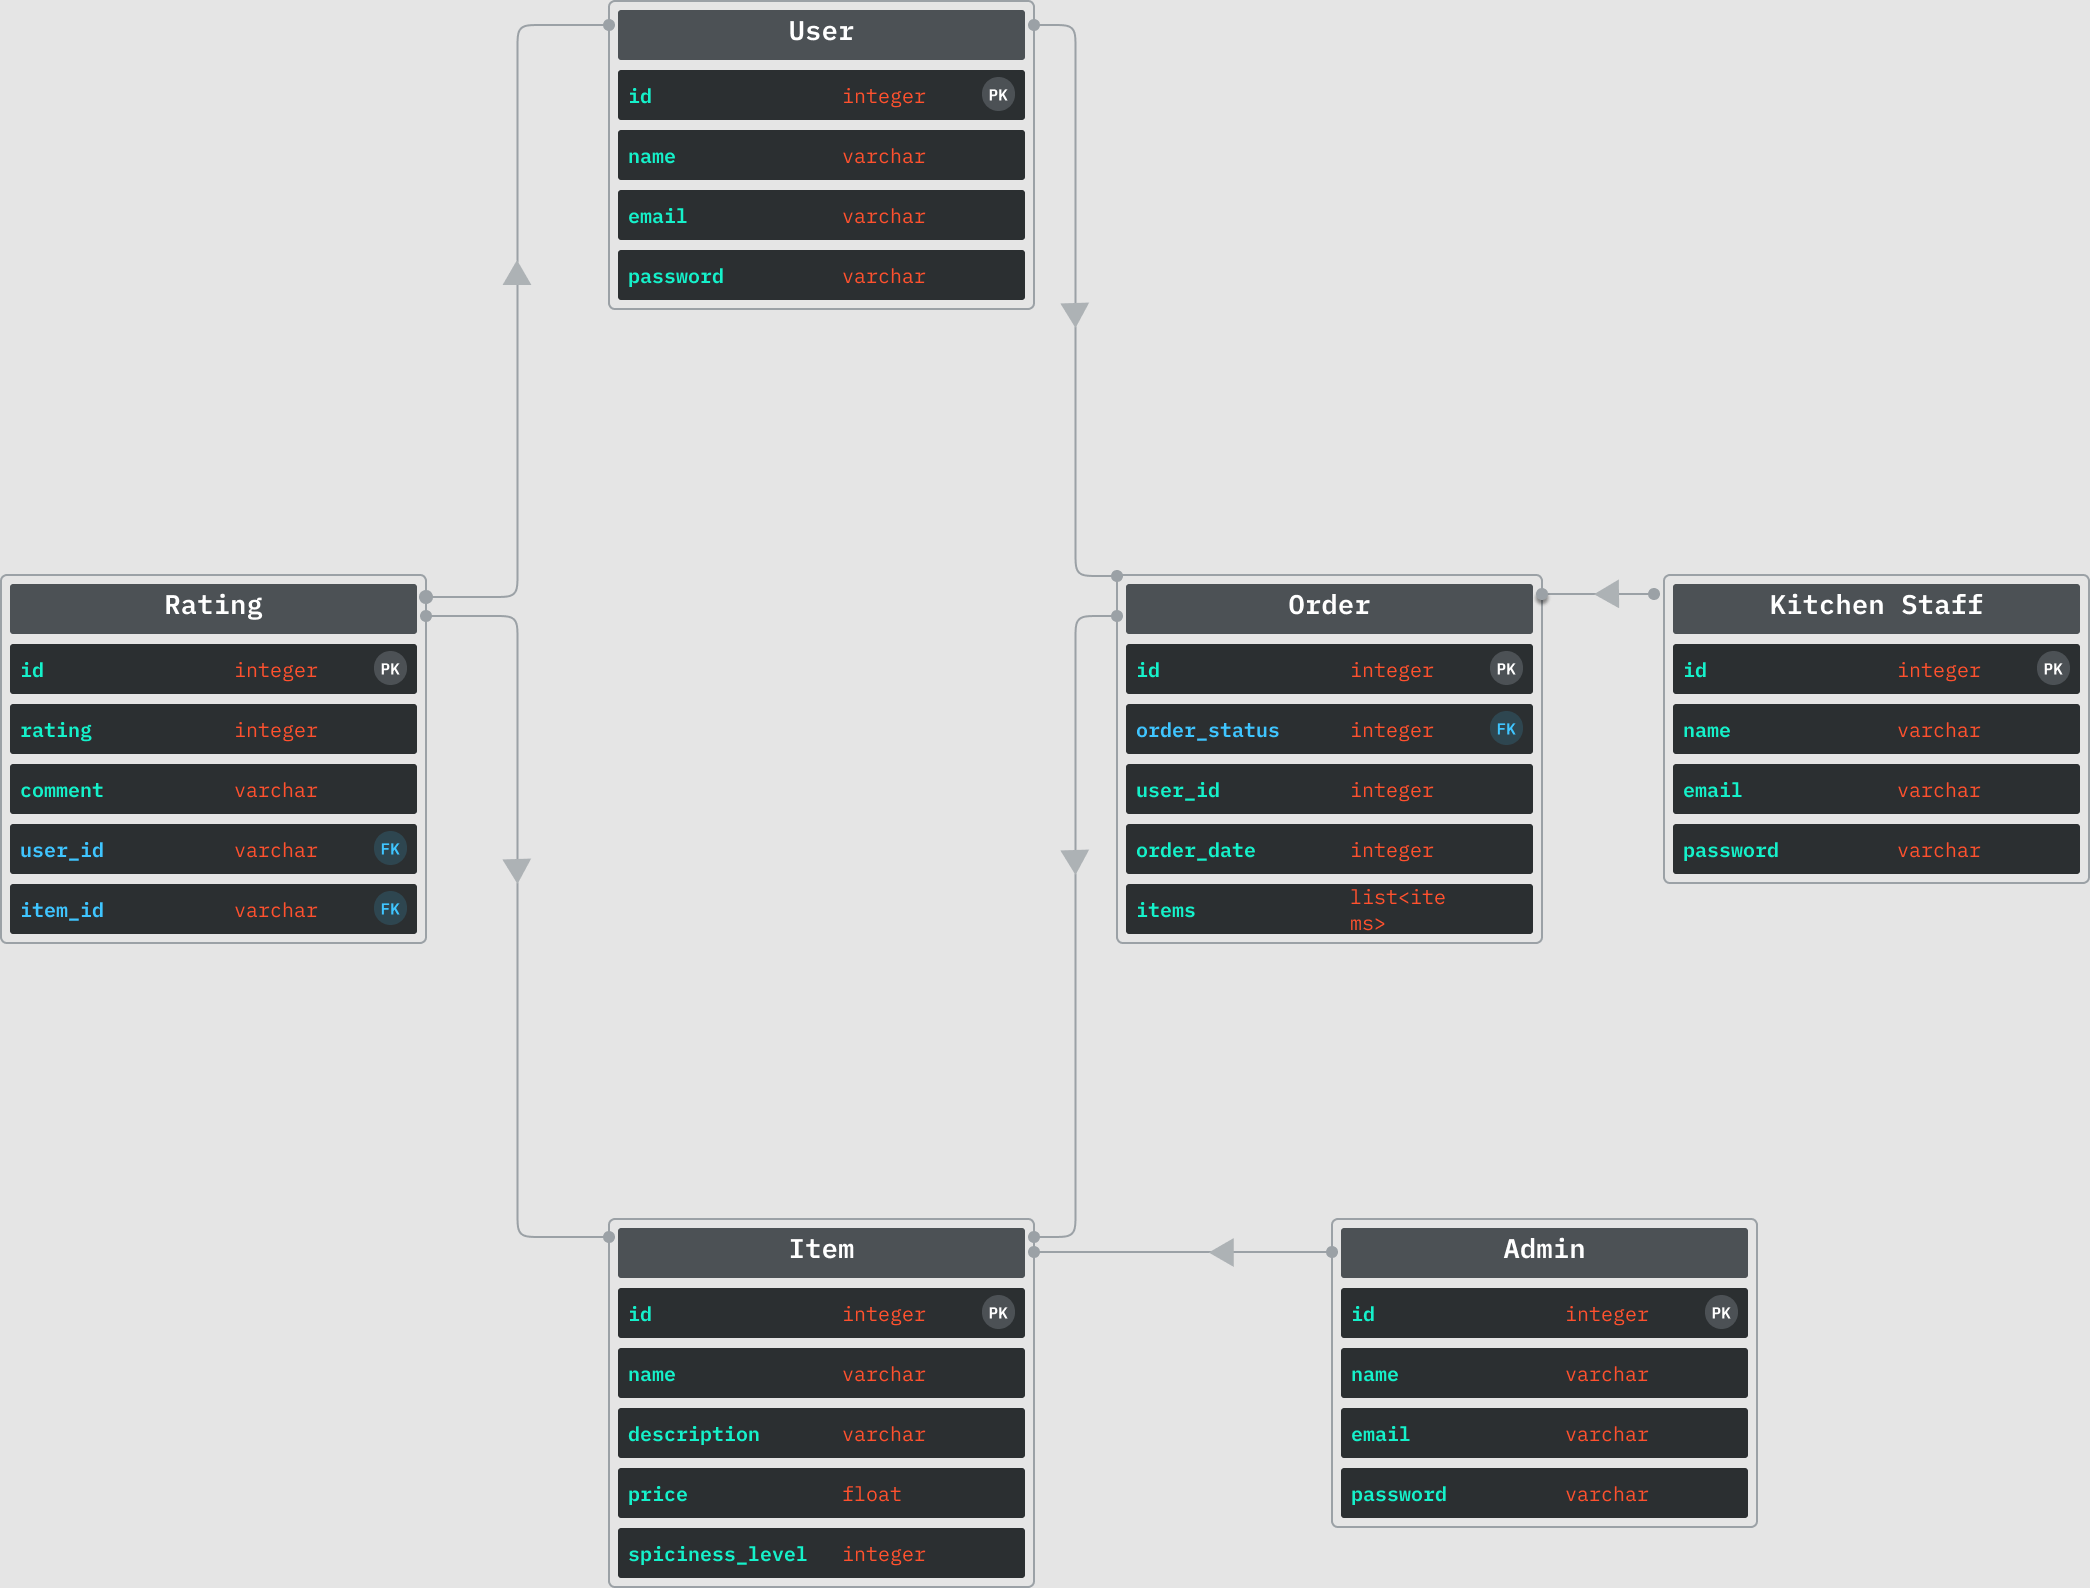 User
id integer PK
name varchar
email varchar
password varchar
Rating
id integer PK
rating integer
comment varchar
user_id varchar FK
item_id varchar FK
Order
id integer PK
order_status integer FK
user_id integer
order_date integer
items list<ite
ms>
Kitchen Staff
id integer PK
name varchar
email varchar
password varchar
Item
id integer PK
name varchar
description varchar
price float
spiciness_level integer
Admin
id integer PK
name varchar
email varchar
password varchar